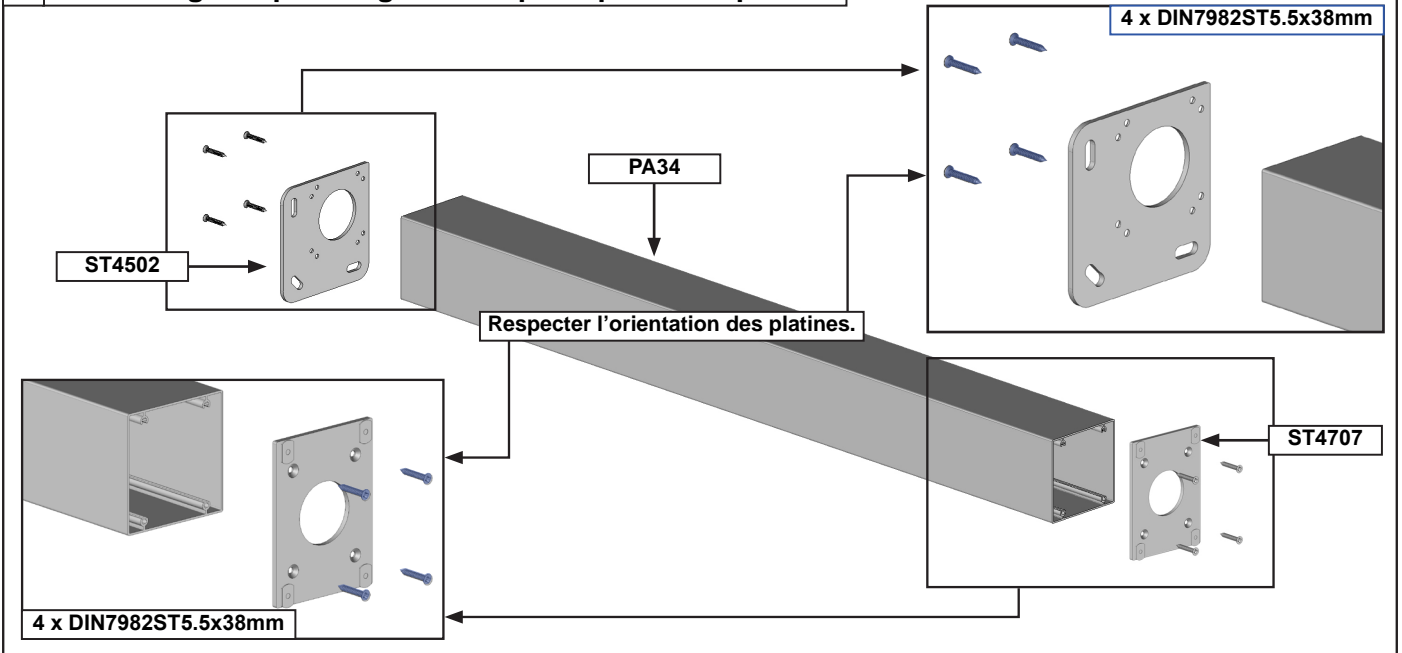 4 x DIN7982ST5.5x38mm
PA34
ST4502
Respecter l’orientation des platines.
ST4707
4 x DIN7982ST5.5x38mm